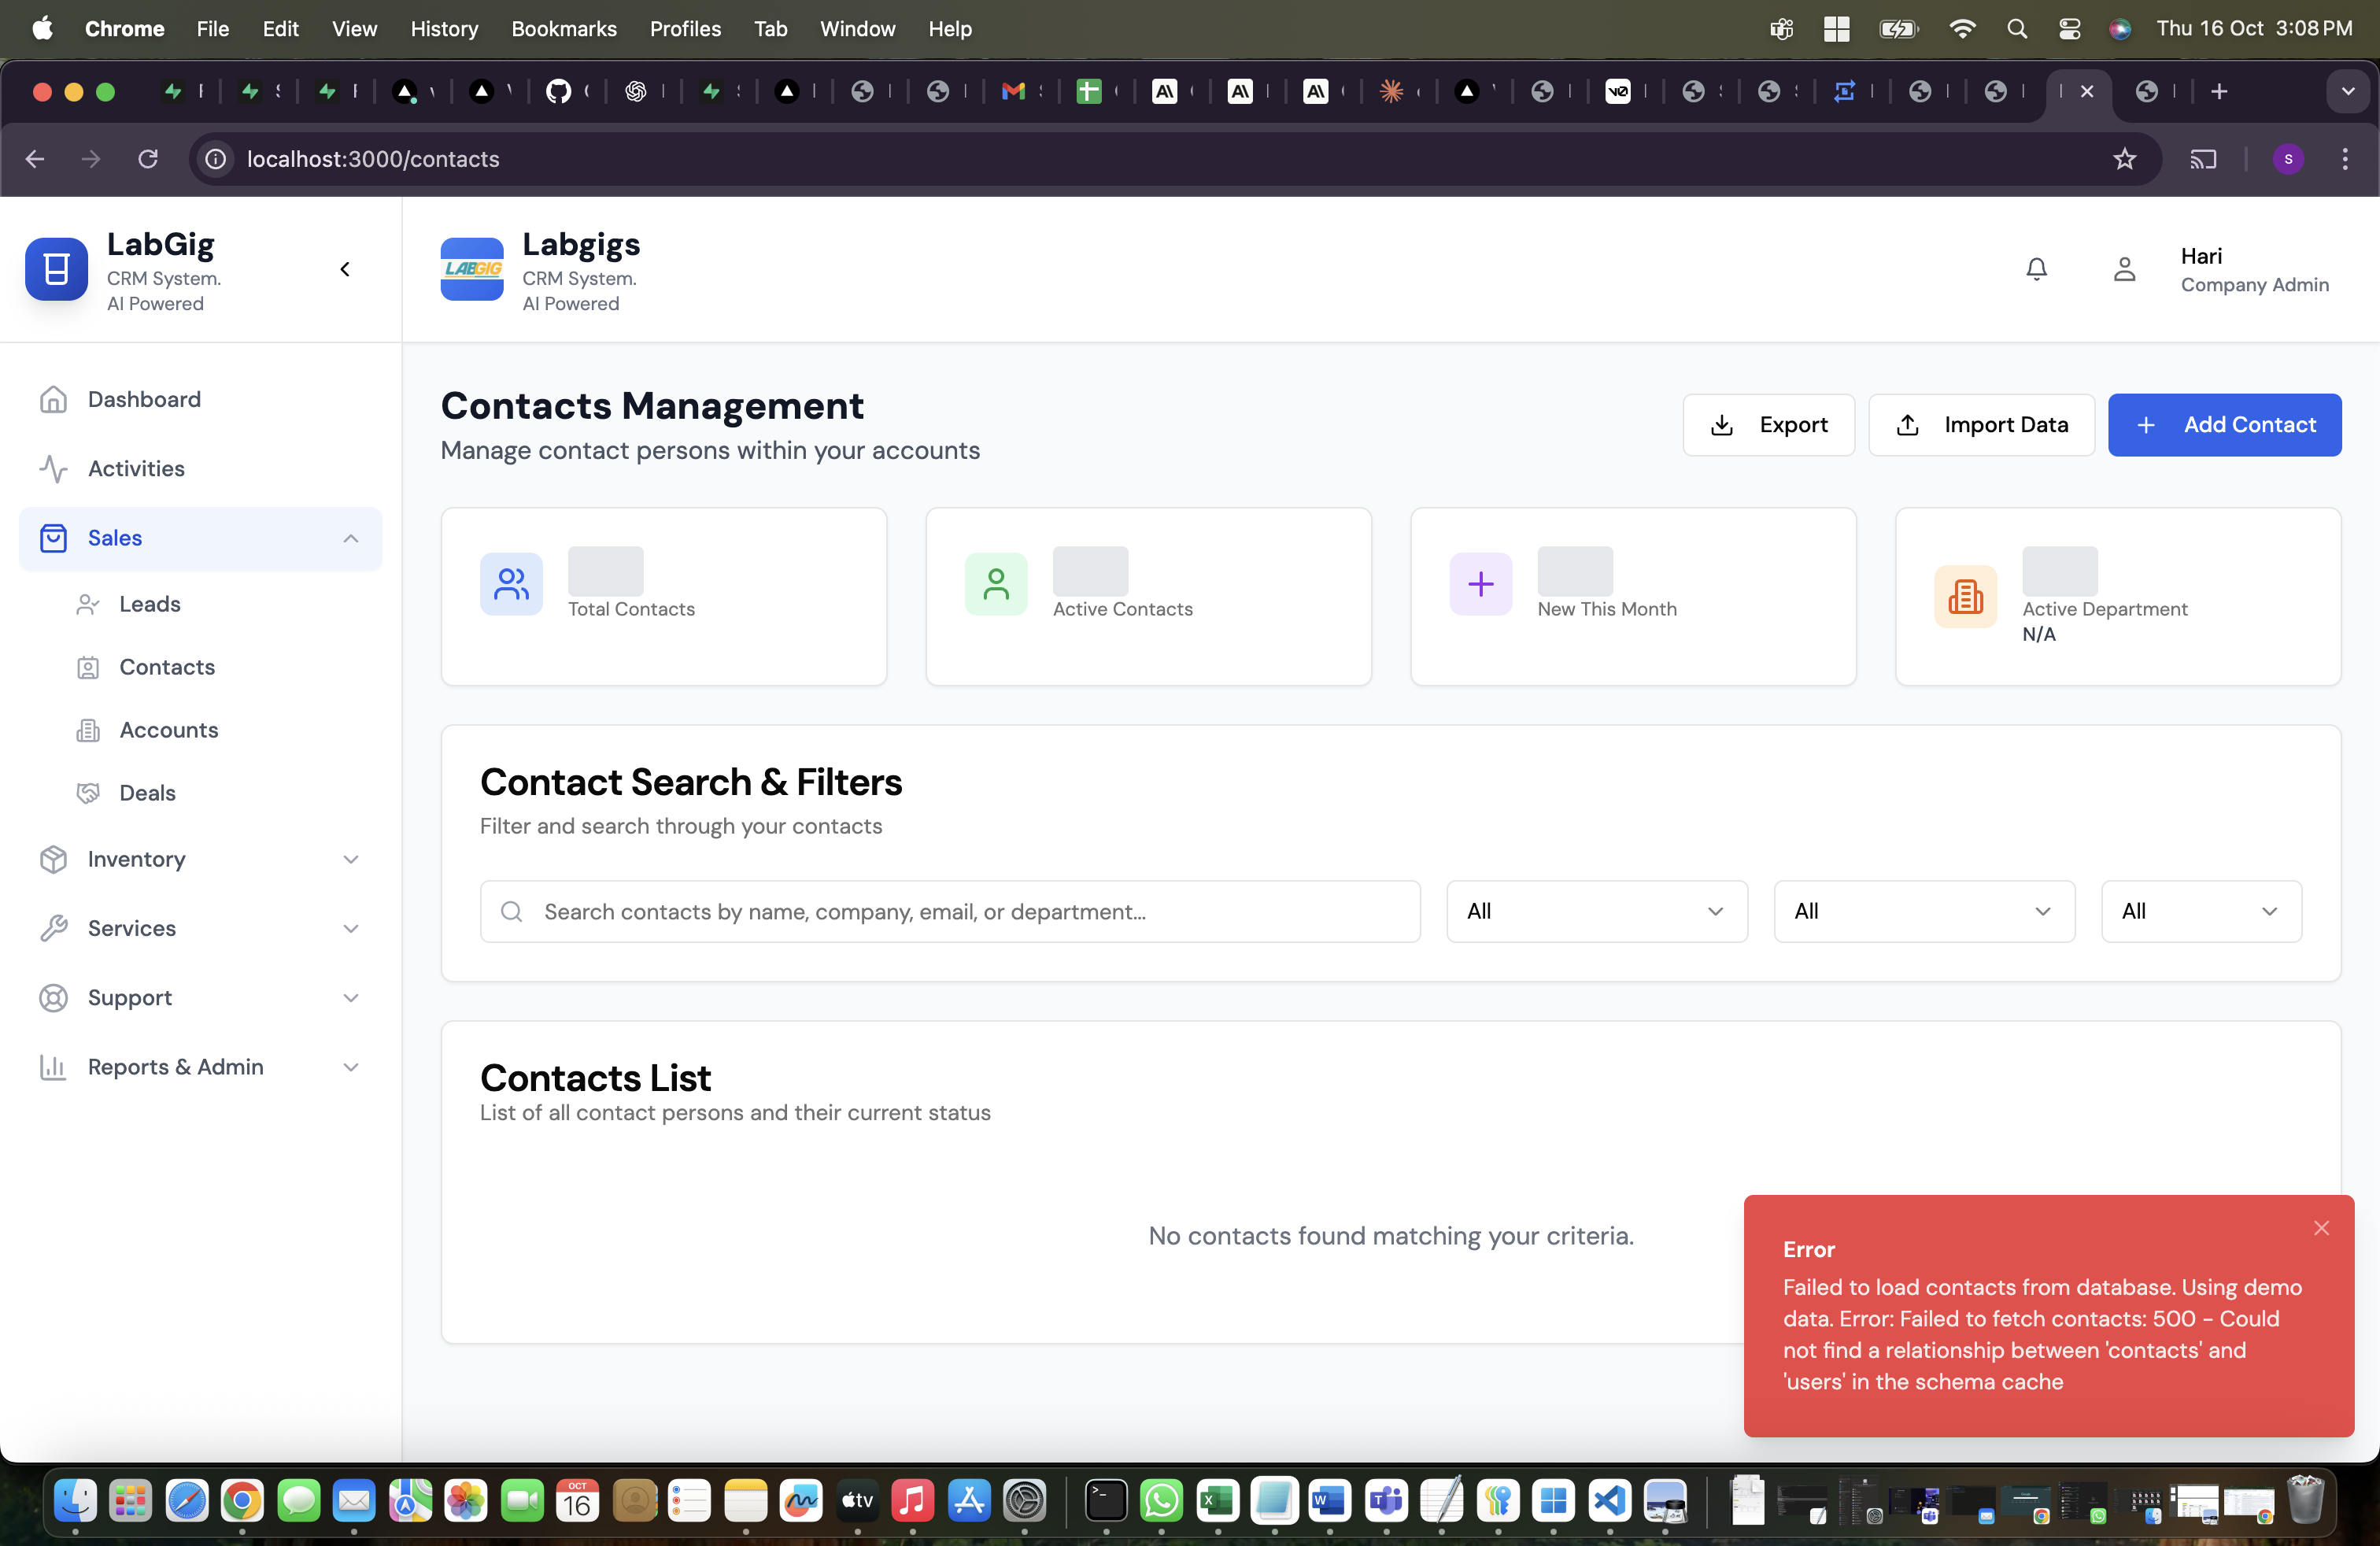 Chrome File Edit View History Bookmarks Profiles Tab Window Help Thu 16 Oct 3:08 PM
localhost:3000/contacts
LabGig
CRM System.
AI Powered
LABGIG
Labgigs
CRM System.
AI Powered
Hari
Company Admin
Dashboard
Activities
Sales
Leads
Contacts
Accounts
Deals
Inventory
Services
Support
Reports & Admin
Contacts Management
Manage contact persons within your accounts
Export
Import Data
Add Contact
Total Contacts
Active Contacts
New This Month
Active Department
N/A
Contact Search & Filters
Filter and search through your contacts
Search contacts by name, company, email, or department...
All
All
All
Contacts List
List of all contact persons and their current status
No contacts found matching your criteria.
Error
Failed to load contacts from database. Using demo
data. Error: Failed to fetch contacts: 500 - Could
not find a relationship between 'contacts' and
'users' in the schema cache
OCT
16
tv